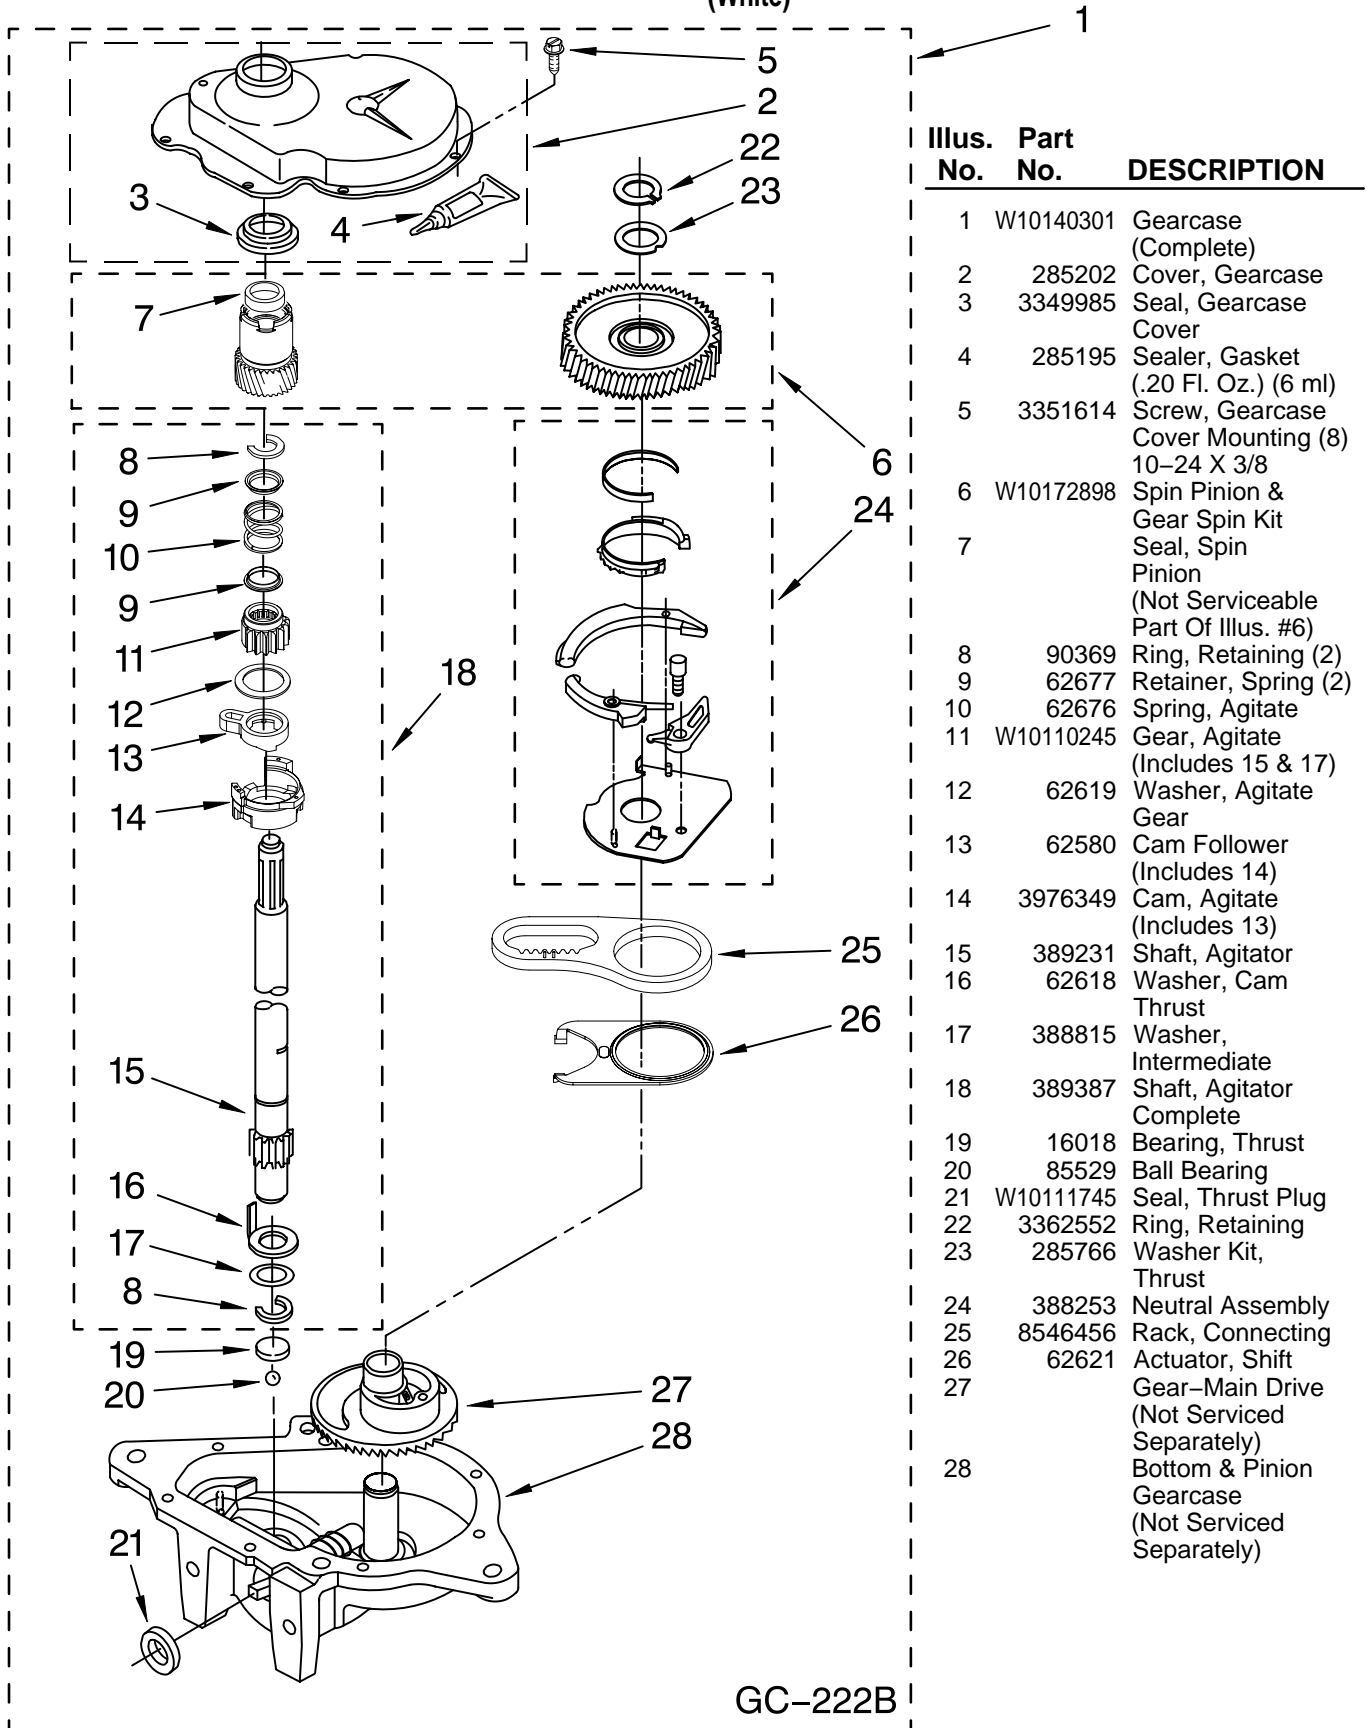 (White)
1
5
2
22
23
3
4
7
6
24
8
9
10
9
11
12
13
14
18
15
16
17
8
19
20
25
26
27
28
21
GC–222B
Illus. Part
No. No. DESCRIPTION
1 W10140301 Gearcase
(Complete)
2 285202 Cover, Gearcase
3 3349985 Seal, Gearcase
Cover
4 285195 Sealer, Gasket
(.20 Fl. Oz.) (6 ml)
5 3351614 Screw, Gearcase
Cover Mounting (8)
10–24 X 3/8
6 W10172898 Spin Pinion &
Gear Spin Kit
7 Seal, Spin
Pinion
(Not Serviceable
Part Of Illus. #6)
8 90369 Ring, Retaining (2)
9 62677 Retainer, Spring (2)
10 62676 Spring, Agitate
11 W10110245 Gear, Agitate
(Includes 15 & 17)
12 62619 Washer, Agitate
Gear
13 62580 Cam Follower
(Includes 14)
14 3976349 Cam, Agitate
(Includes 13)
15 389231 Shaft, Agitator
16 62618 Washer, Cam
Thrust
17 388815 Washer,
Intermediate
18 389387 Shaft, Agitator
Complete
19 16018 Bearing, Thrust
20 85529 Ball Bearing
21 W10111745 Seal, Thrust Plug
22 3362552 Ring, Retaining
23 285766 Washer Kit,
Thrust
24 388253 Neutral Assembly
25 8546456 Rack, Connecting
26 62621 Actuator, Shift
27 Gear–Main Drive
(Not Serviced
Separately)
28 Bottom & Pinion
Gearcase
(Not Serviced
Separately)